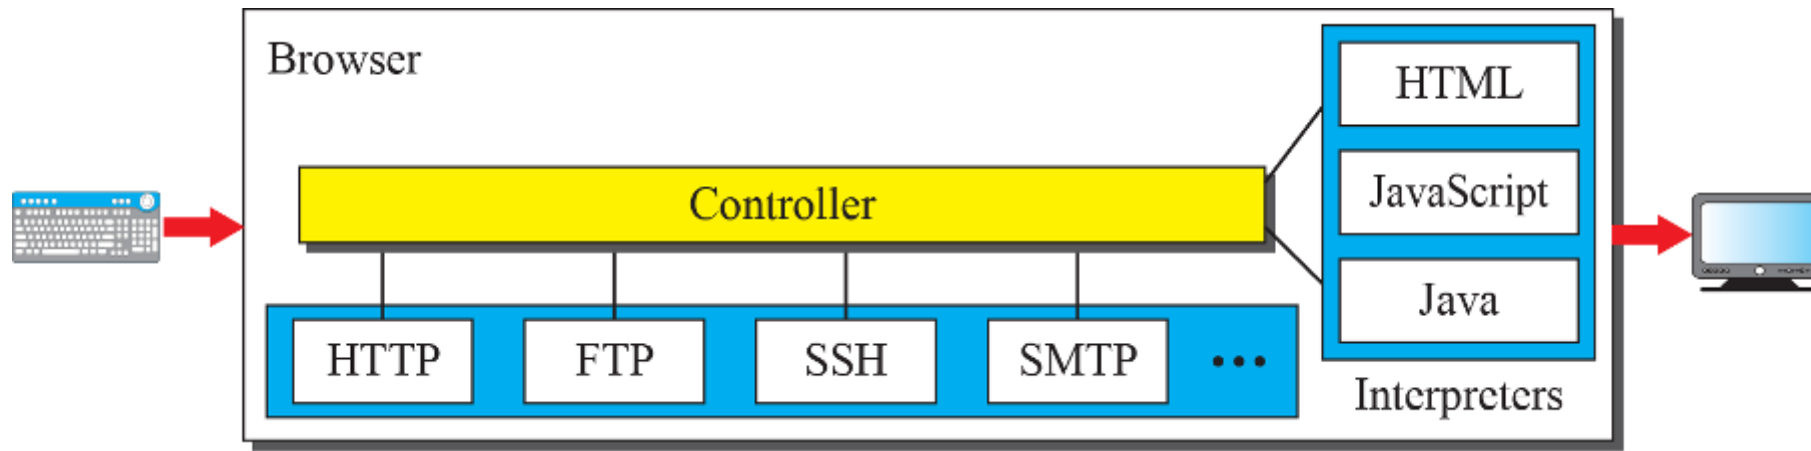 Browser
HTML
JavaScript
Java
Controller
HTTP
FTP
SSH
SMTP
...
Interpreters